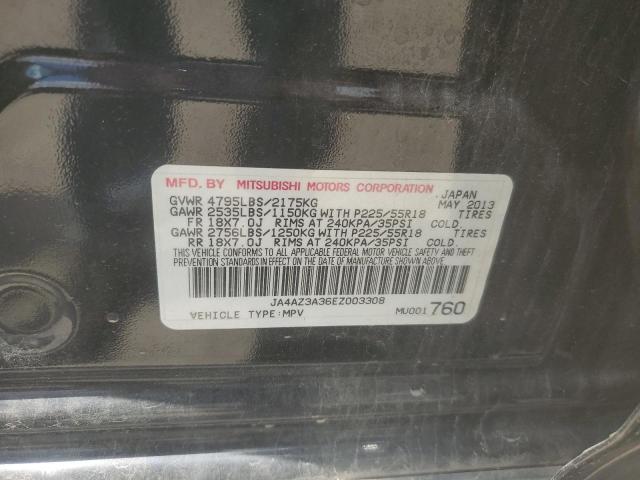 MFD. BY MITSUBISHI MOTORS CORPORATION JAPAN
GVWR 4795LBS/2175KG MAY 2013
GAWR 2535LBS/1150KG WITH P225/55R18 TIRES
FR 18X7.0J RIMS AT 240KPA/35PSI COLD.
GAWR 2756LBS/1250KG WITH P225/55R18 TIRES
RR 18X7.0J RIMS AT 240KPA/35PSI COLD.
THIS VEHICLE CONFORMS TO ALL APPLICABLE FEDERAL MOTOR VEHICLE SAFETY AND THEFT
PREVENTION STANDARDS IN EFFECT ON THE DATE OF MANUFACTURE SHOWN ABOVE.
JA4AZ3A36EZ003308
VEHICLE TYPE:MPV MU001760